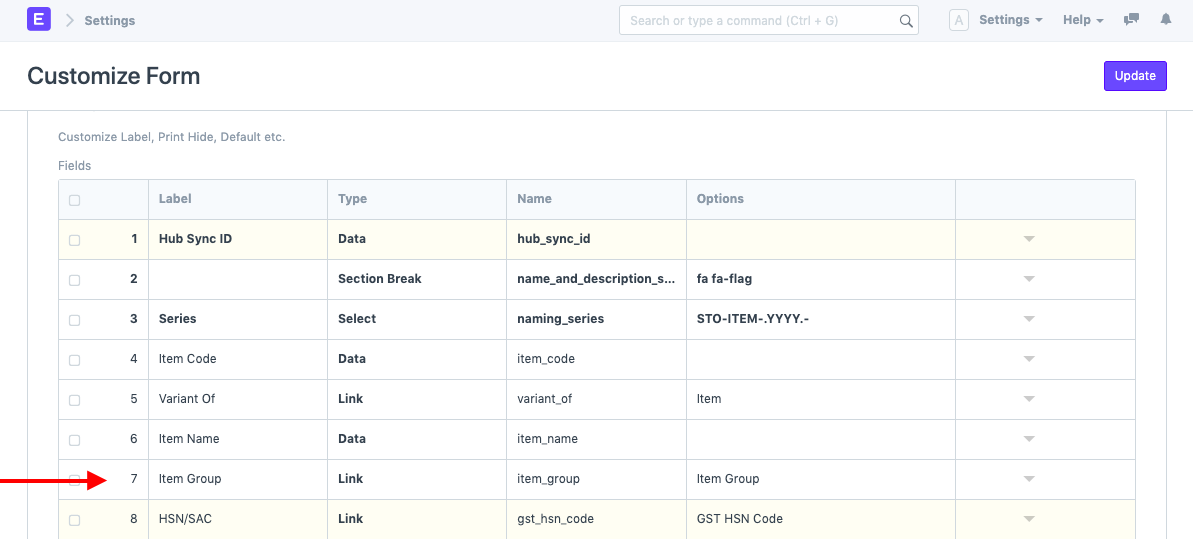 E Settings Search or type a command (Ctrl + G) A Settings Help
Customize Form Update
Customize Label, Print Hide, Default etc.
Fields
Label Type Name Options
1 Hub Sync ID Data hub_sync_id
2 Section Break name_and_description_s... fa fa-flag
3 Series Select naming_series STO-ITEM-.YYYY.-
4 Item Code Data item_code
5 Variant Of Link variant_of Item
6 Item Name Data item_name
7 Item Group Link item_group Item Group
8 HSN/SAC Link gst_hsn_code GST HSN Code